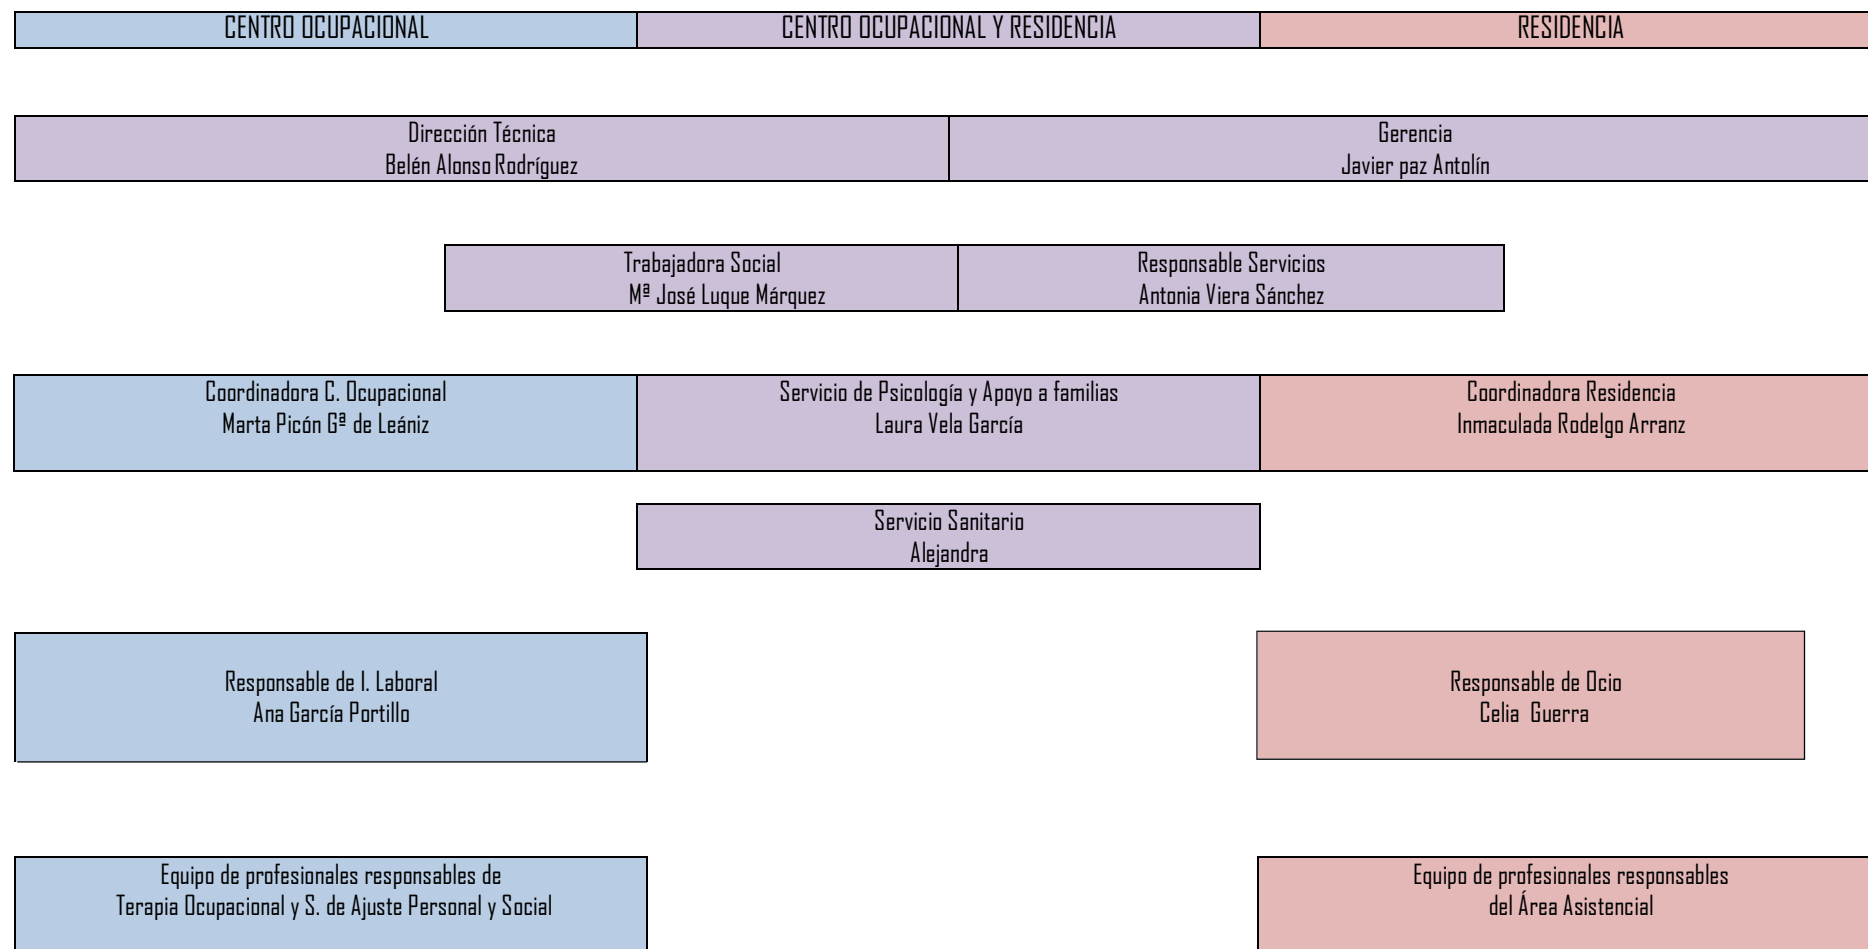 CENTRO OCUPACIONAL
CENTRO OCUPACIONAL Y RESIDENCIA
RESIDENCIA
Dirección Técnica
Belén Alonso Rodríguez
Gerencia
Javier paz Antolín
Trabajadora Social
Mª José Luque Márquez
Responsable Servicios
Antonia Viera Sánchez
Coordinadora C. Ocupacional
Marta Picón Gª de Leániz
Servicio de Psicología y Apoyo a familias
Laura Vela García
Coordinadora Residencia
Inmaculada Rodelgo Arranz
Servicio Sanitario
Alejandra
Responsable de I. Laboral
Ana García Portillo
Responsable de Ocio
Celia Guerra
Equipo de profesionales responsables de
Terapia Ocupacional y S. de Ajuste Personal y Social
Equipo de profesionales responsables
del Área Asistencial